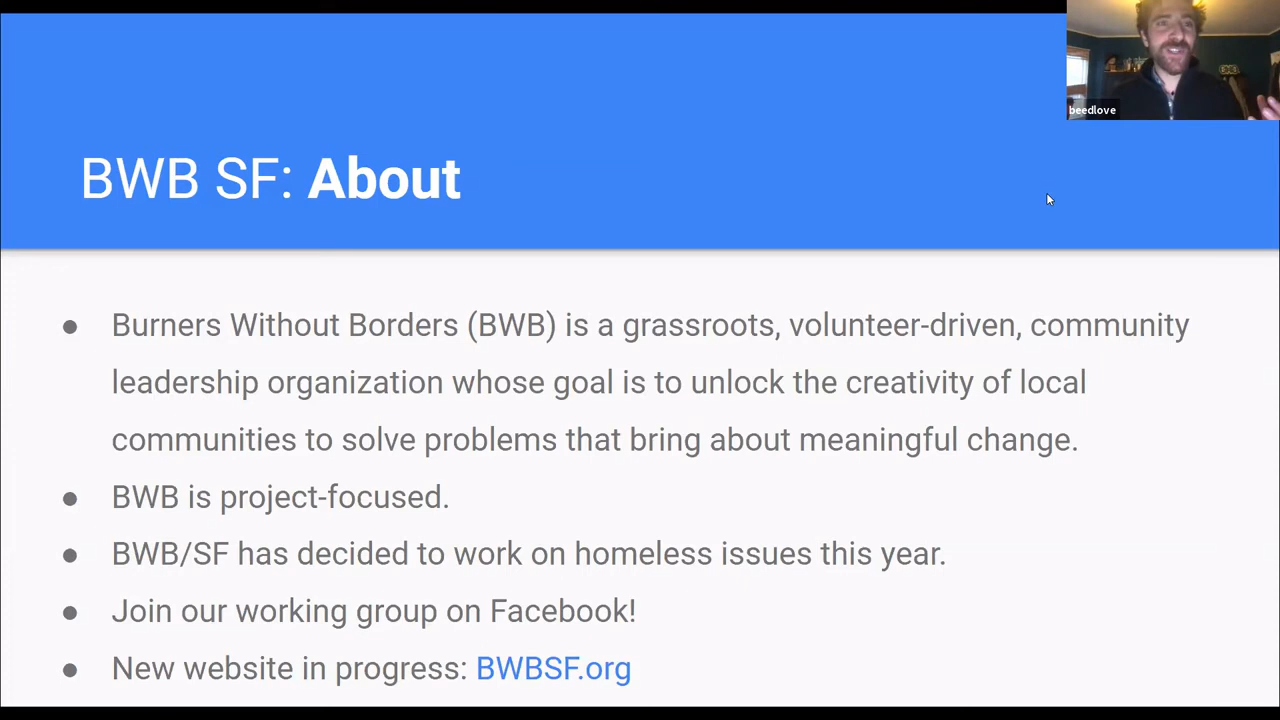 beedlove
BWB SF: About
● Burners Without Borders (BWB) is a grassroots, volunteer-driven, community
leadership organization whose goal is to unlock the creativity of local
communities to solve problems that bring about meaningful change.
● BWB is project-focused.
● BWB/SF has decided to work on homeless issues this year.
● Join our working group on Facebook!
● New website in progress: BWBSF.org